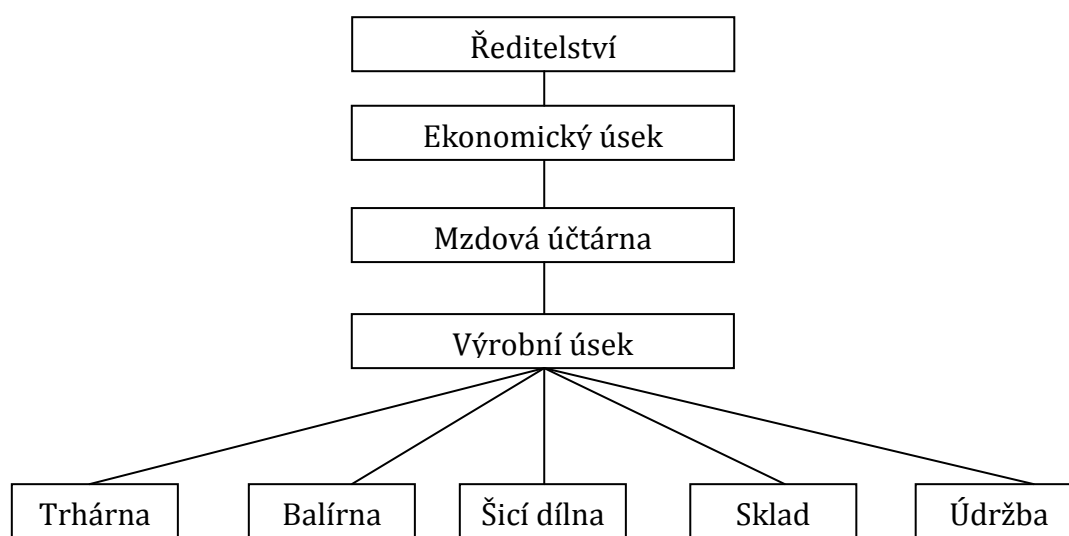 Ředitelství
Ekonomický úsek
Mzdová účtárna
Výrobní úsek
Trhárna
Balírna
Šicí dílna
Sklad
Údržba